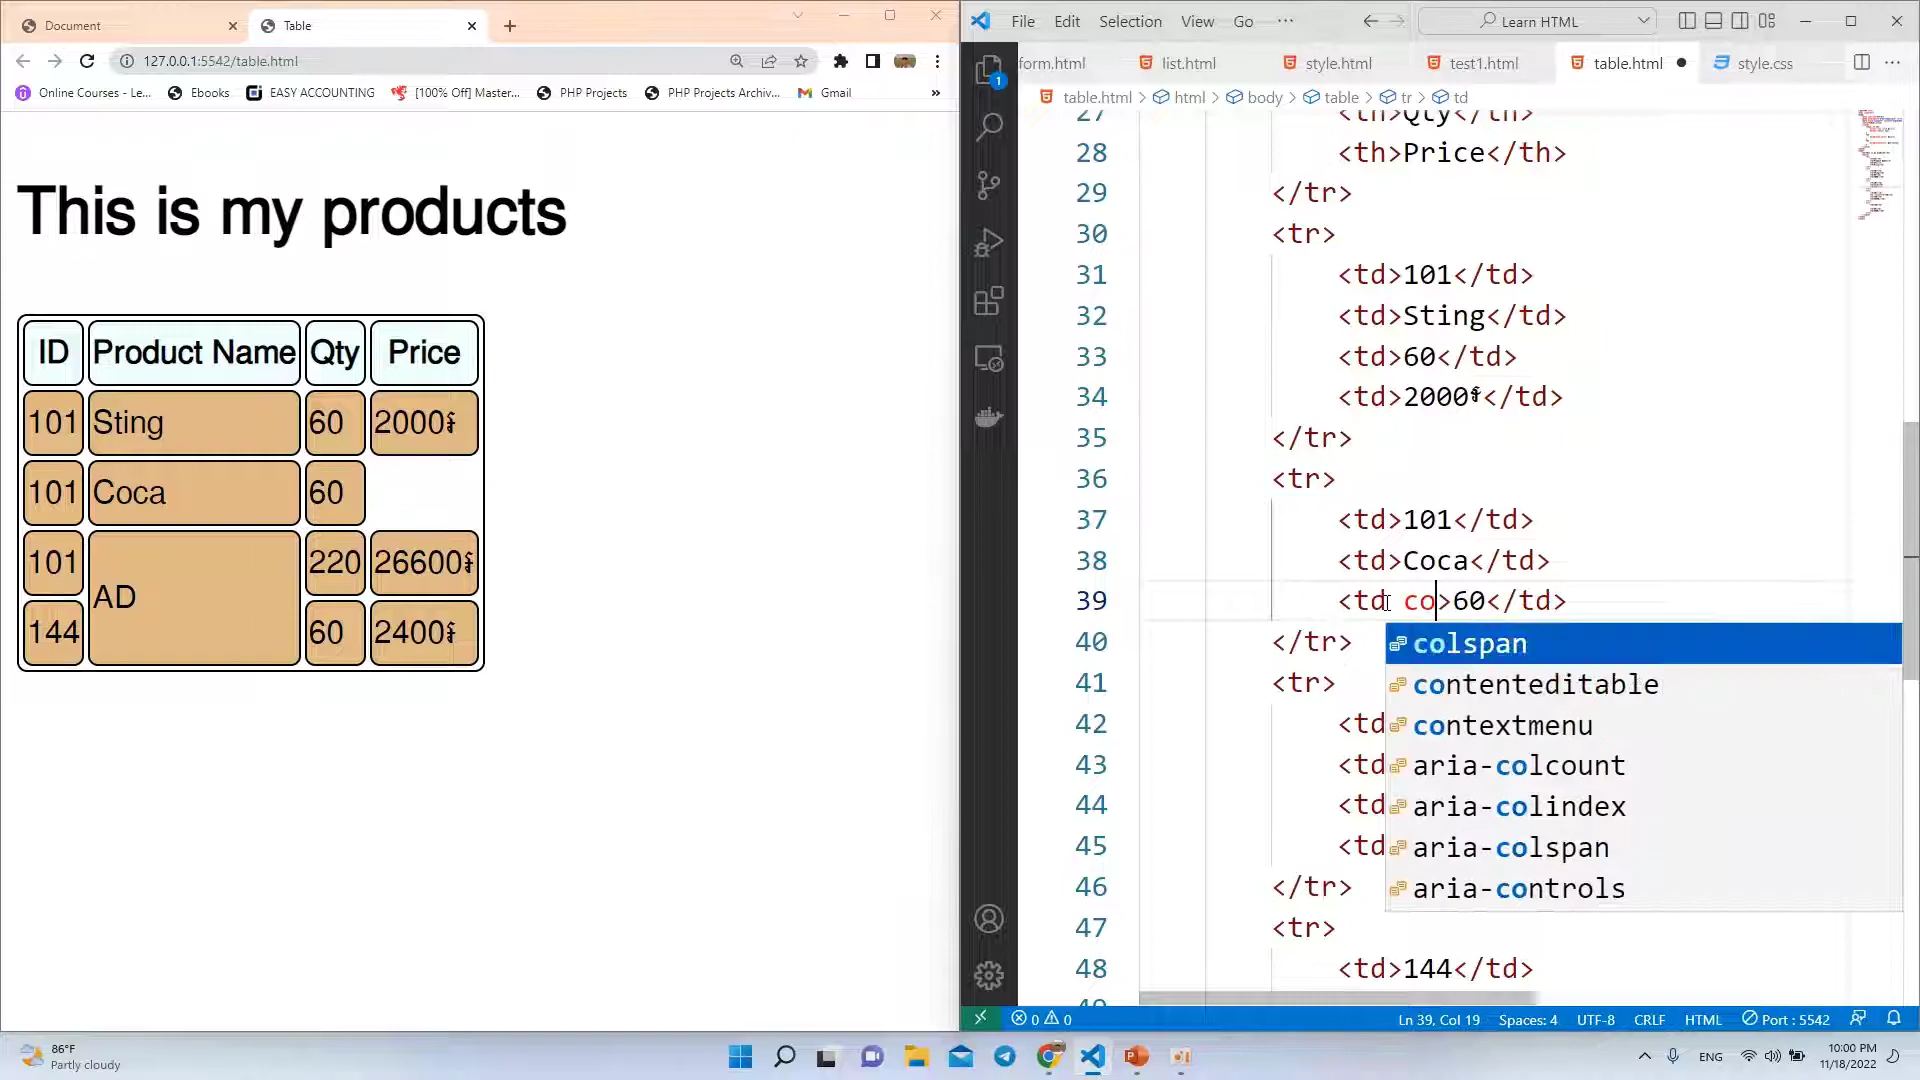 Document
Table
127.0.0.1:5542/table.html
Online Courses - Le...
Ebooks
EASY ACCOUNTING
[100% Off] Master...
PHP Projects
PHP Projects Archiv...
Gmail
»
This is my products
ID Product Name Qty Price
101 Sting 60 2000៛
101 Coca 60
101 AD 220 26600៛
144 60 2400៛
File Edit Selection View Go ...
Learn HTML
form.html
list.html
style.html
test1.html
table.html
style.css
table.html > html > body > table > tr > td
1
27 <th>Qty</th>
28 <th>Price</th>
29 </tr>
30 <tr>
31 <td>101</td>
32 <td>Sting</td>
33 <td>60</td>
34 <td>2000៛</td>
35 </tr>
36 <tr>
37 <td>101</td>
38 <td>Coca</td>
39 <td co>60</td>
40 </tr>
41 <tr>
42 <td
43 <td
44 <td
45 <td
46 </tr>
47 <tr>
48 <td>144</td>
49
colspan
contenteditable
contextmenu
aria-colcount
aria-colindex
aria-colspan
aria-controls
0 0
Ln 39, Col 19
Spaces: 4
UTF-8
CRLF
HTML
Port : 5542
86°F
Partly cloudy
ENG
10:00 PM
11/18/2022